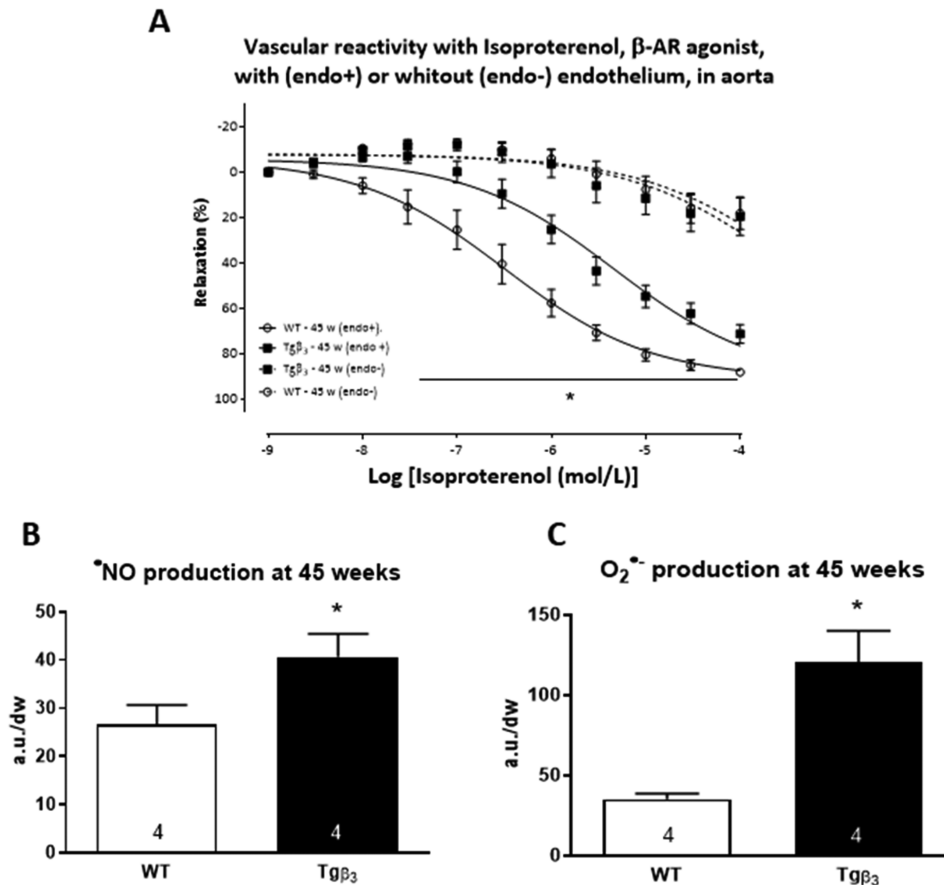 A
Vascular reactivity with Isoproterenol, β-AR agonist,
with (endo+) or whitout (endo-) endothelium, in aorta
-20
0
20
40
60
80
100
Relaxation (%)
WT - 45 w (endo+).
Tgβ₃ - 45 w (endo +)
Tgβ₃ - 45 w (endo-)
WT - 45 w (endo-)
*
-9 -8 -7 -6 -5 -4
Log [Isoproterenol (mol/L)]
B
•NO production at 45 weeks
50
40
30
20
10
0
a.u./dw
*
4 4
WT Tgβ₃
C
O₂•- production at 45 weeks
150
100
50
0
a.u./dw
*
4 4
WT Tgβ₃